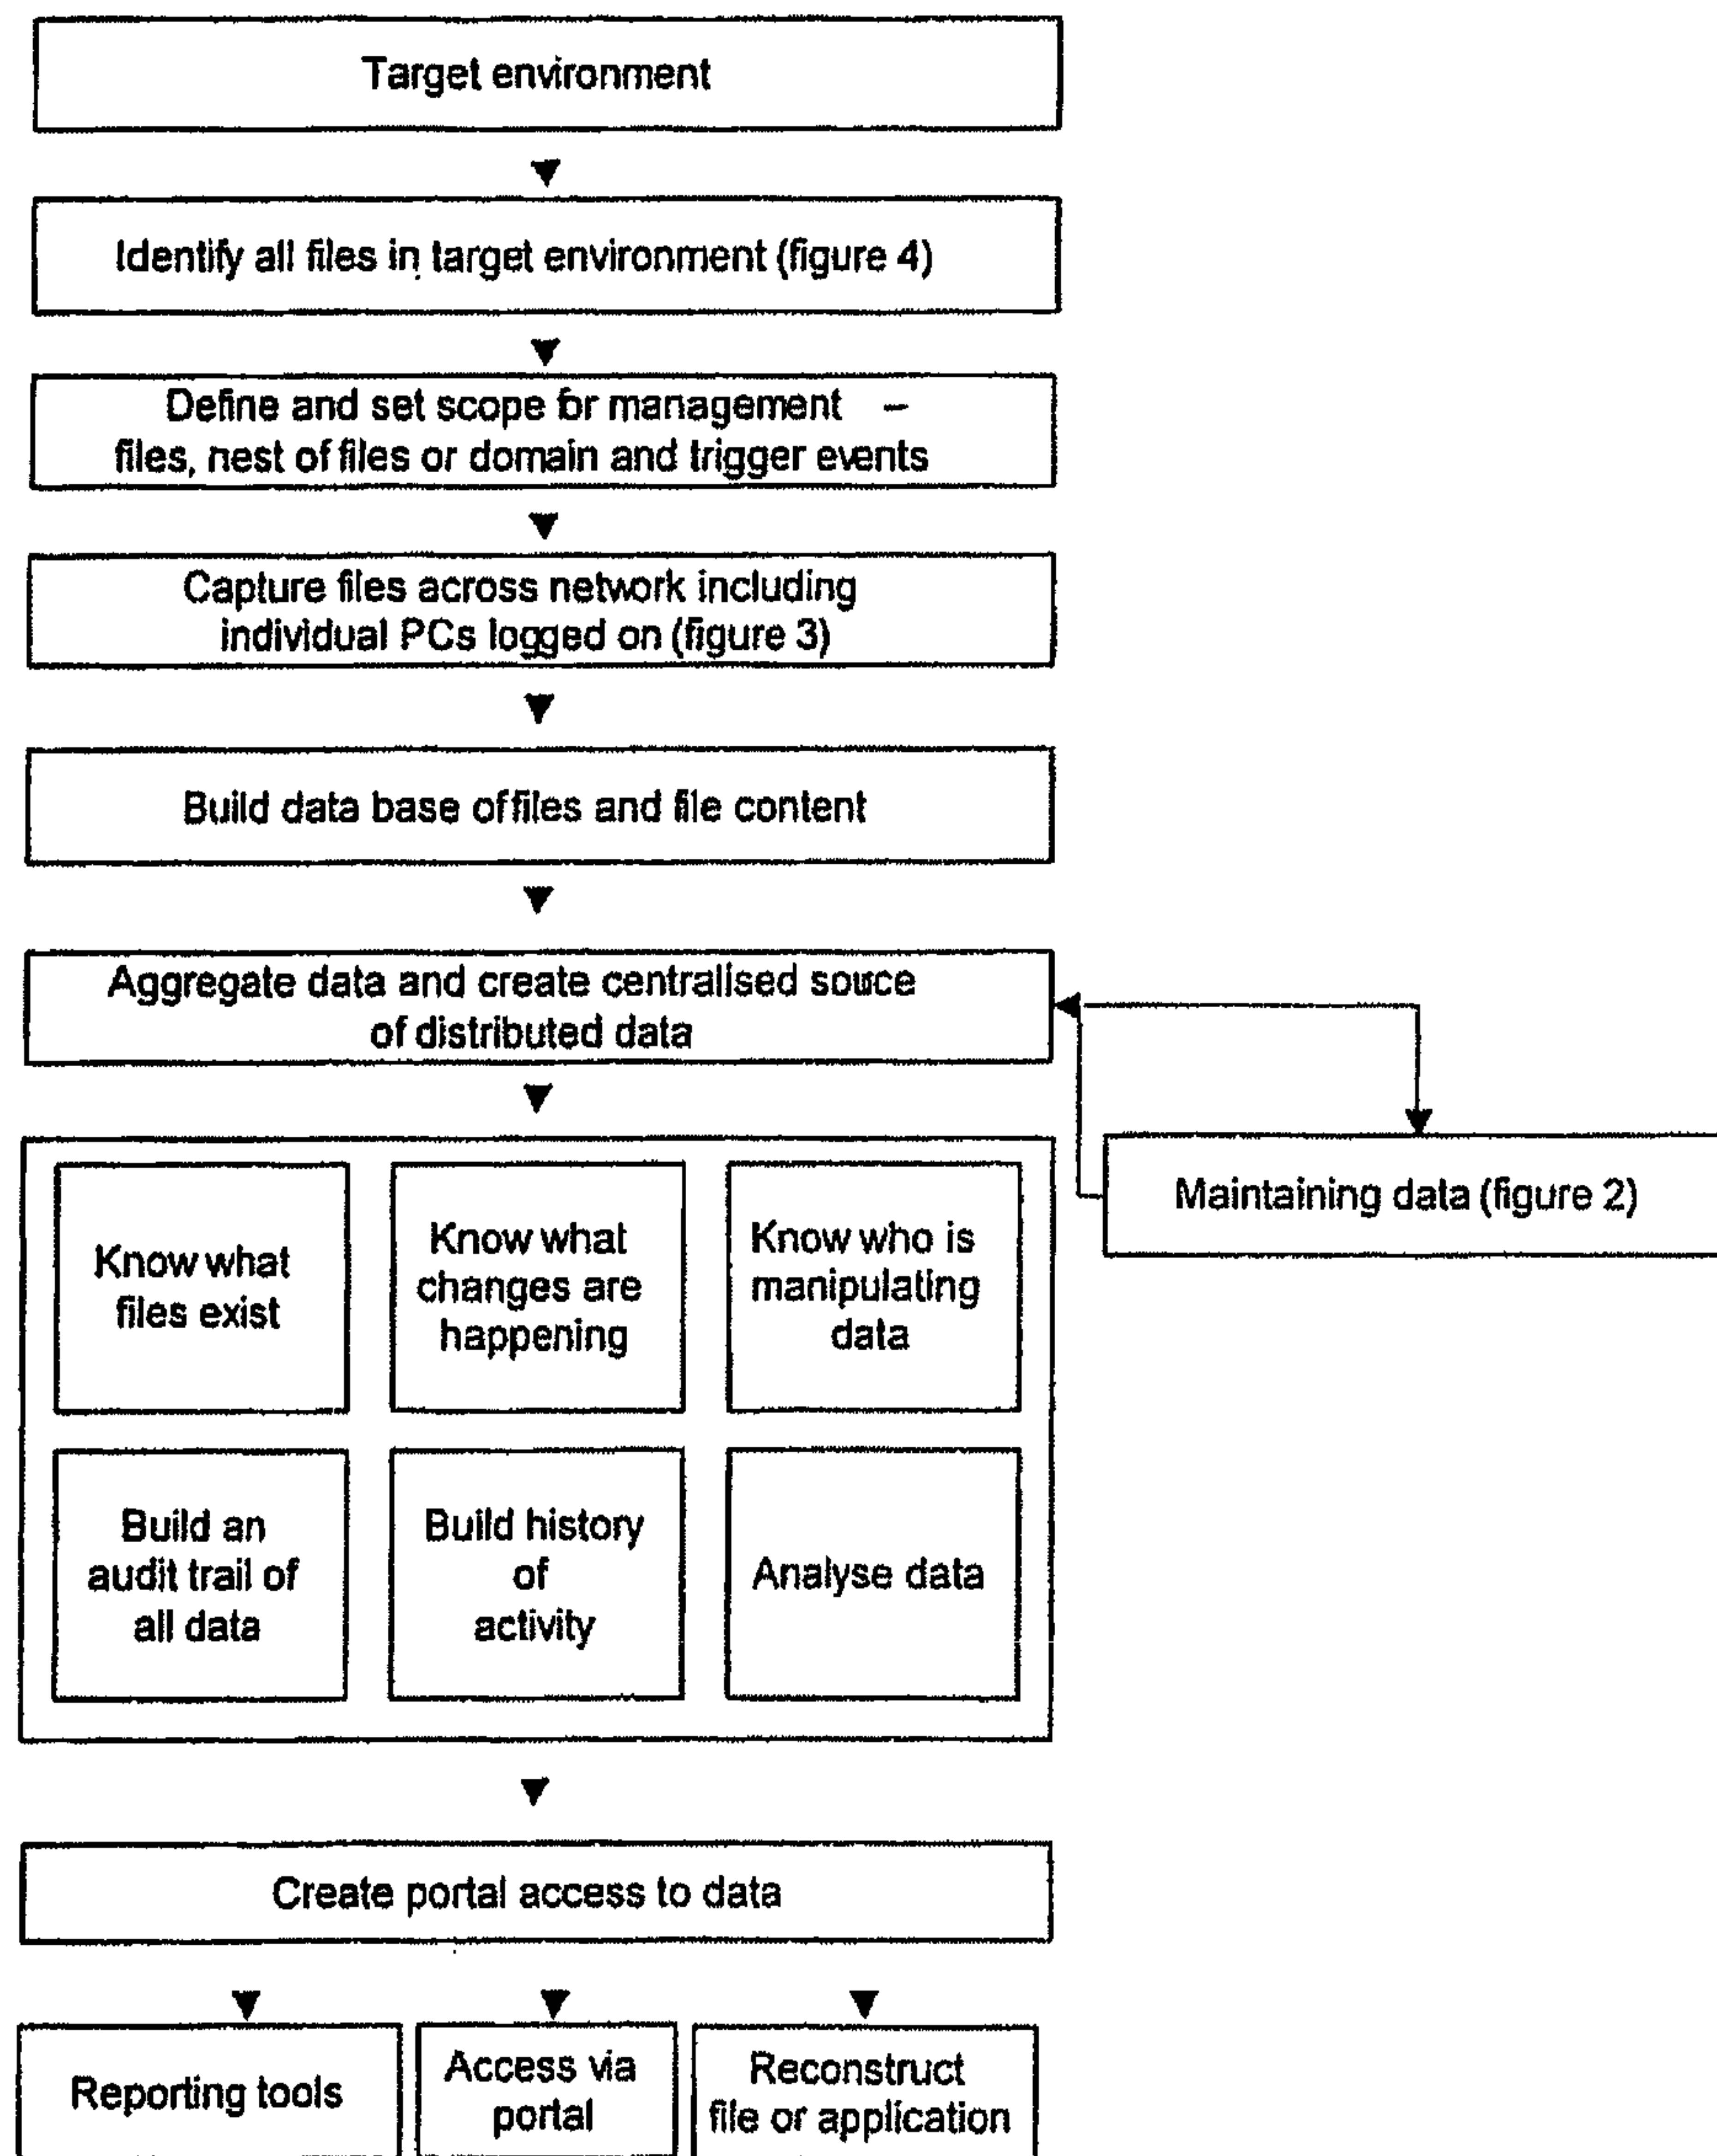 Target environment
Identify all files in target environment (figure 4)
Define and set scope for management –
files, nest of files or domain and trigger events
Capture files across network including
individual PCs logged on (figure 3)
Build data base of files and file content
Aggregate data and create centralised source
of distributed data
Maintaining data (figure 2)
Know what
files exist
Know what
changes are
happening
Know who is
manipulating
data
Build an
audit trail of
all data
Build history
of
activity
Analyse data
Create portal access to data
Reporting tools
Access via
portal
Reconstruct
file or application